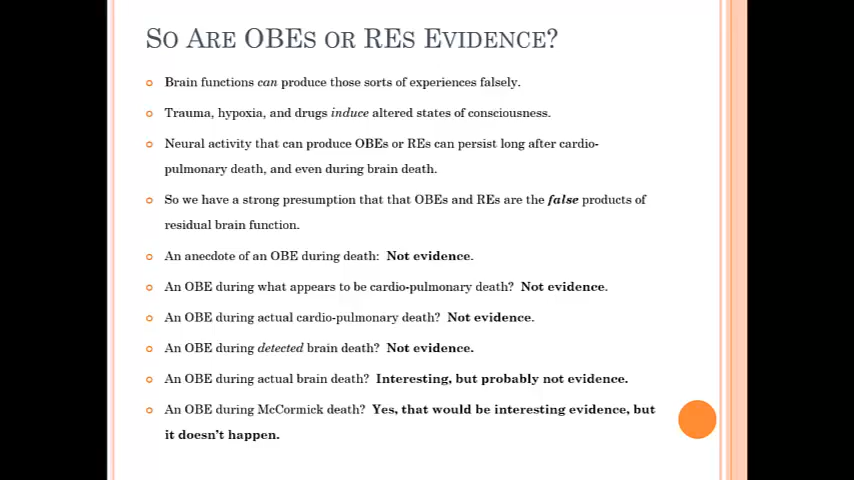 SO ARE OBES OR RES EVIDENCE?
Brain functions can produce those sorts of experiences falsely.
Trauma, hypoxia, and drugs induce altered states of consciousness.
Neural activity that can produce OBEs or REs can persist long after cardio-
pulmonary death, and even during brain death.
So we have a strong presumption that that OBEs and REs are the false products of
residual brain function.
An anecdote of an OBE during death: Not evidence.
An OBE during what appears to be cardio-pulmonary death? Not evidence.
An OBE during actual cardio-pulmonary death? Not evidence.
An OBE during detected brain death? Not evidence.
An OBE during actual brain death? Interesting, but probably not evidence.
An OBE during McCormick death? Yes, that would be interesting evidence, but
it doesn't happen.